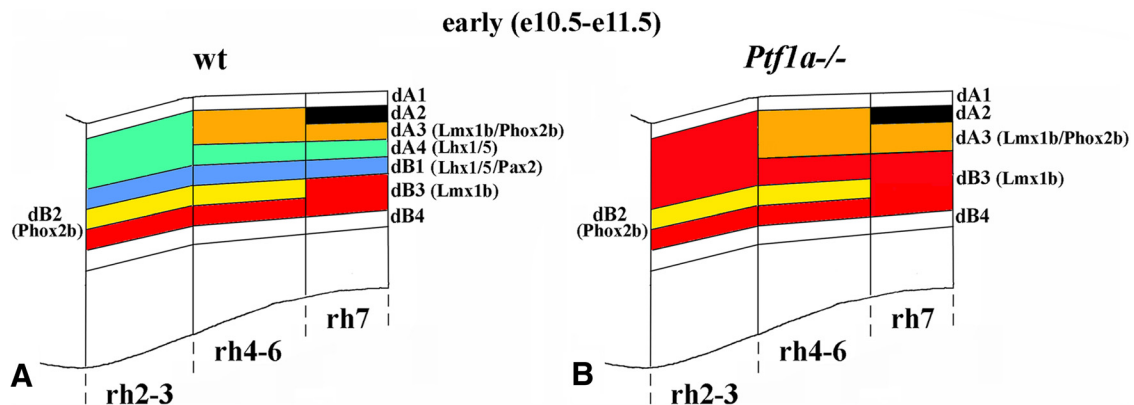 early (e10.5-e11.5)
wt
dA1
dA2
dA3 (Lmx1b/Phox2b)
dA4 (Lhx1/5)
dB1 (Lhx1/5/Pax2)
dB3 (Lmx1b)
dB4
dB2
(Phox2b)
rh7
rh4-6
rh2-3
A
Ptf1a-/-
dA1
dA2
dA3 (Lmx1b/Phox2b)
dB3 (Lmx1b)
dB4
dB2
(Phox2b)
rh7
rh4-6
rh2-3
B